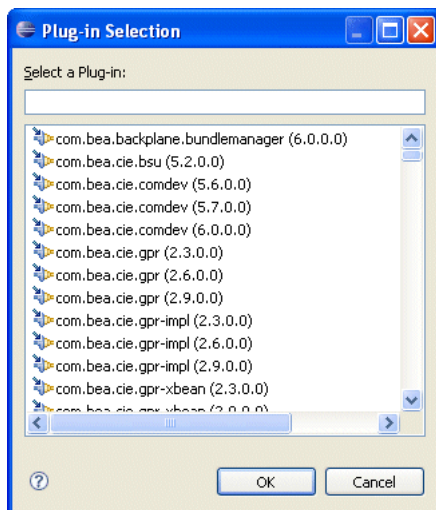 Plug-in Selection
Select a Plug-in:
com.bea.backplane.bundlemanager (6.0.0.0)
com.bea.cie.bsu (5.2.0.0)
com.bea.cie.comdev (5.6.0.0)
com.bea.cie.comdev (5.7.0.0)
com.bea.cie.comdev (6.0.0.0)
com.bea.cie.gpr (2.3.0.0)
com.bea.cie.gpr (2.6.0.0)
com.bea.cie.gpr (2.9.0.0)
com.bea.cie.gpr-impl (2.3.0.0)
com.bea.cie.gpr-impl (2.6.0.0)
com.bea.cie.gpr-impl (2.9.0.0)
com.bea.cie.gpr-xbean (2.3.0.0)
com.bea.cie.gpr-xbean
OK Cancel